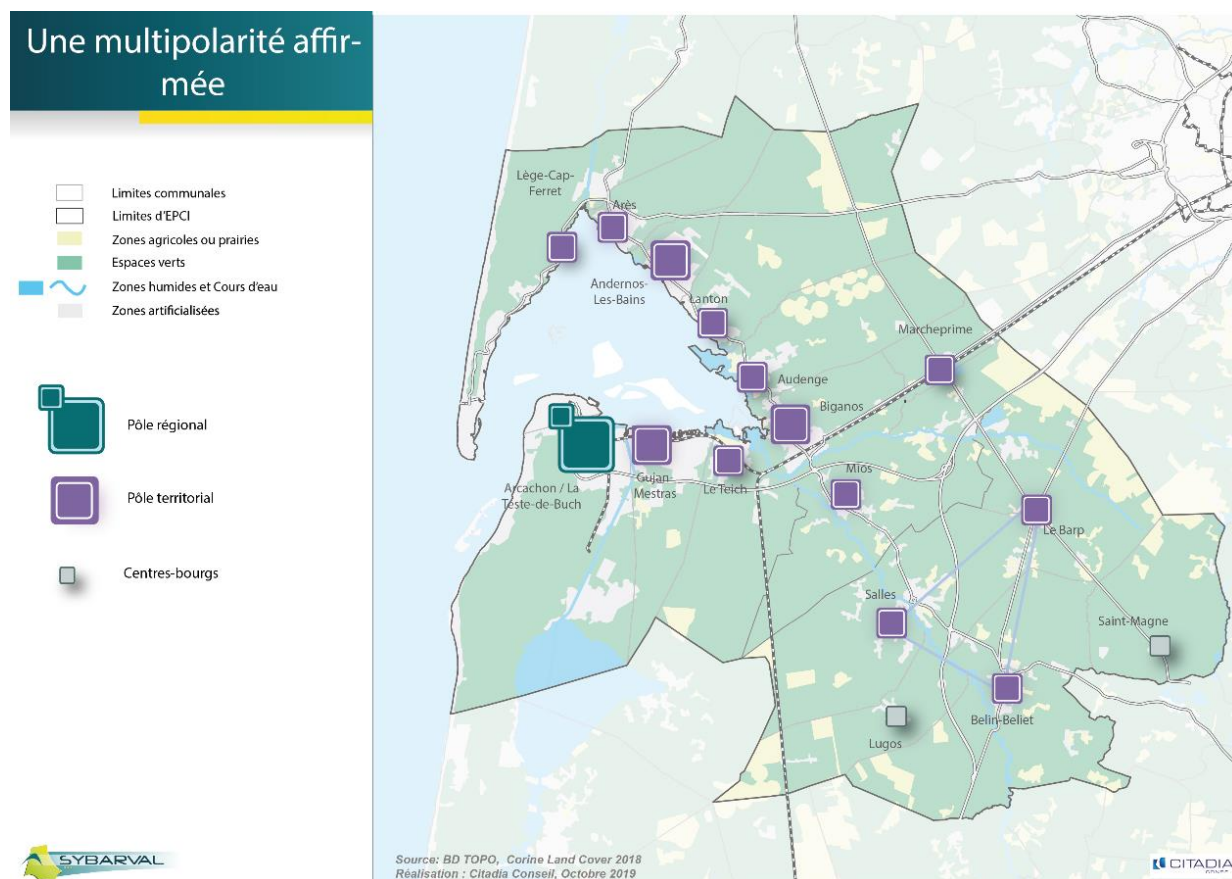 Une multipolarité affir-
mée
Limites communales
Limites d'EPCI
Zones agricoles ou prairies
Espaces verts
Zones humides et Cours d'eau
Zones artificialisées
Pôle régional
Pôle territorial
Centres-bourgs
SYBARVAL
Lège-Cap-
Ferret
Arès
Andernos-
Les-Bains
Lanton
Marcheprime
Audenge
Biganos
Mios
Arcachon / La
Teste-de-Buch
Gujan-
Mestras
Le Teich
Le Barp
Salles
Saint-Magne
Belin-Beliet
Lugos
Source: BD TOPO, Corine Land Cover 2018
Réalisation : Citadia Conseil, Octobre 2019
CITADIA